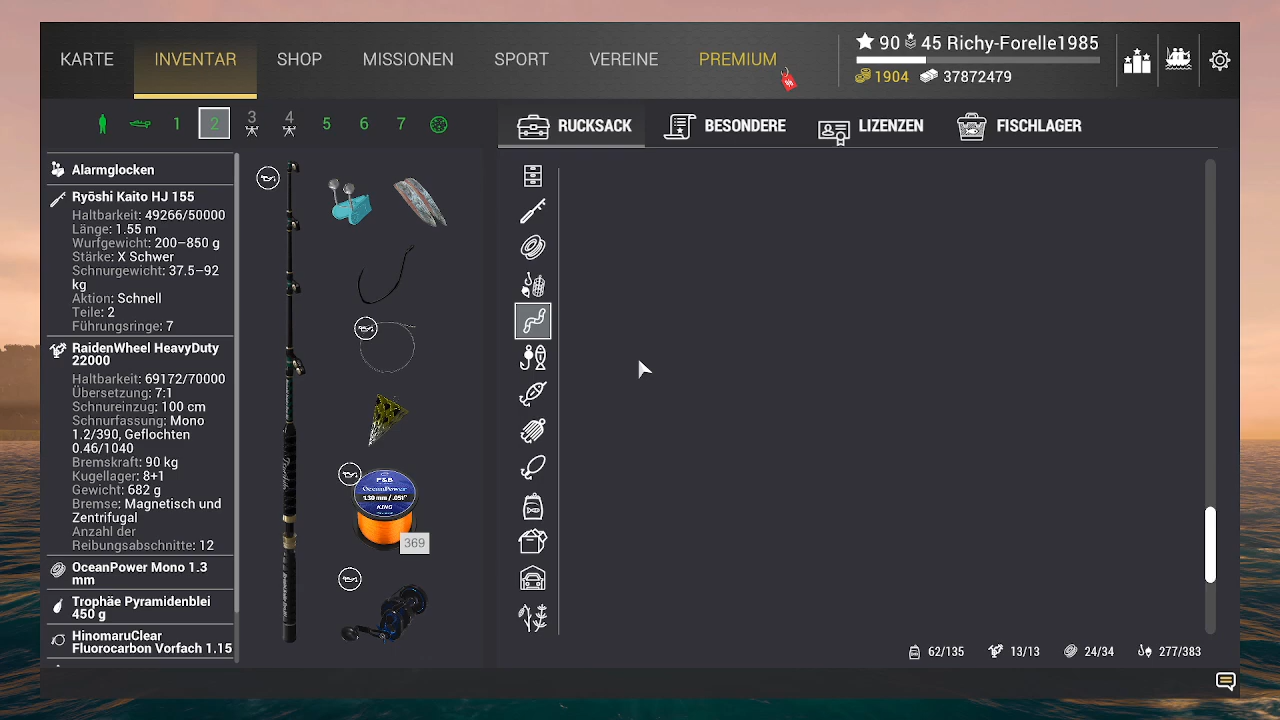 KARTE
INVENTAR
SHOP
MISSIONEN
SPORT
VEREINE
PREMIUM
90 45 Richy-Forelle1985
1904 37872479
1
2
3
4
5
6
7
RUCKSACK
BESONDERE
LIZENZEN
FISCHLAGER
Alarmglocken
Ryōshi Kaito HJ 155
Haltbarkeit: 49266/50000
Länge: 1.55 m
Wurfgewicht: 200–850 g
Stärke: X Schwer
Schnurgewicht: 37.5–92
kg
Aktion: Schnell
Teile: 2
Führungsringe: 7
RaidenWheel HeavyDuty
22000
Haltbarkeit: 69172/70000
Übersetzung: 7:1
Schnureinzug: 100 cm
Schnurfassung: Mono
1.2/390, Geflochten
0.46/1040
Bremskraft: 90 kg
Kugellager: 8+1
Gewicht: 682 g
Bremse: Magnetisch und
Zentrifugal
Anzahl der
Reibungsabschnitte: 12
OceanPower Mono 1.3
mm
Trophäe Pyramidenblei
450 g
HinomaruClear
Fluorocarbon Vorfach 1.15
OceanPower
KING
369
62/135
13/13
24/34
277/383